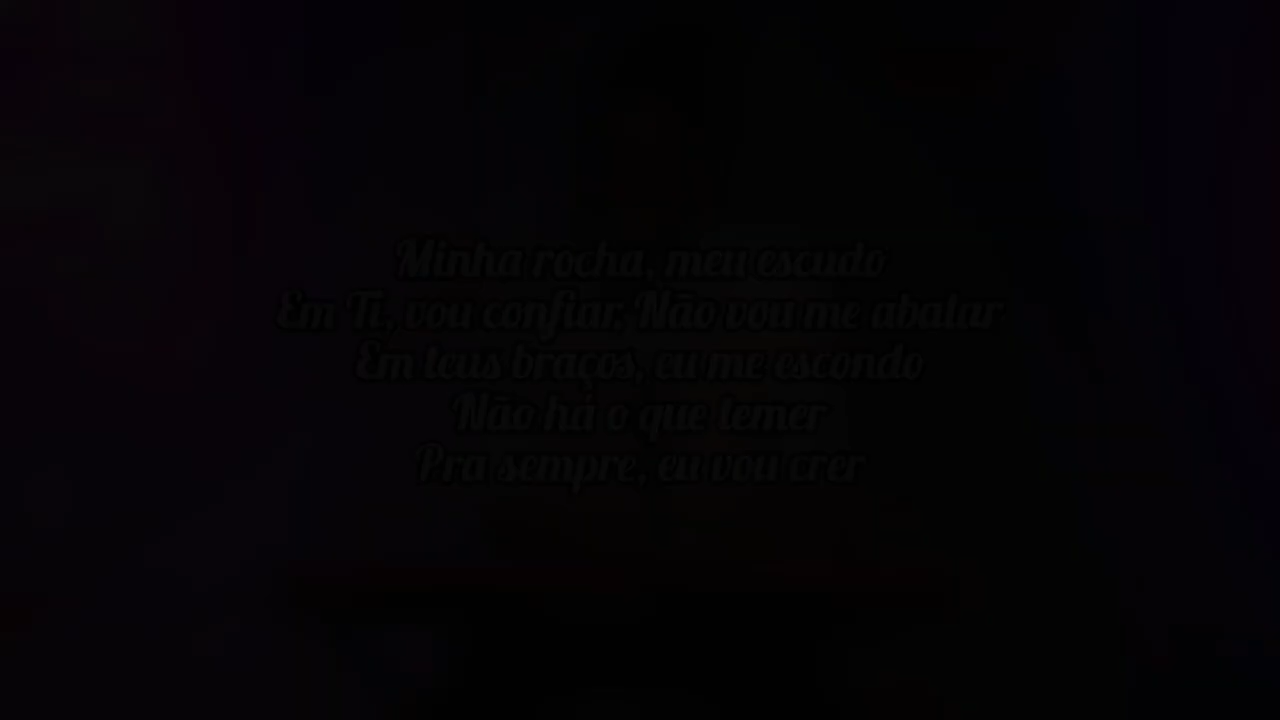 Minha rocha, meu escudo
Em Ti, vou confiar, Não vou me abalar
Em teus braços, eu me escondo
Não há o que temer
Pra sempre, eu vou crer